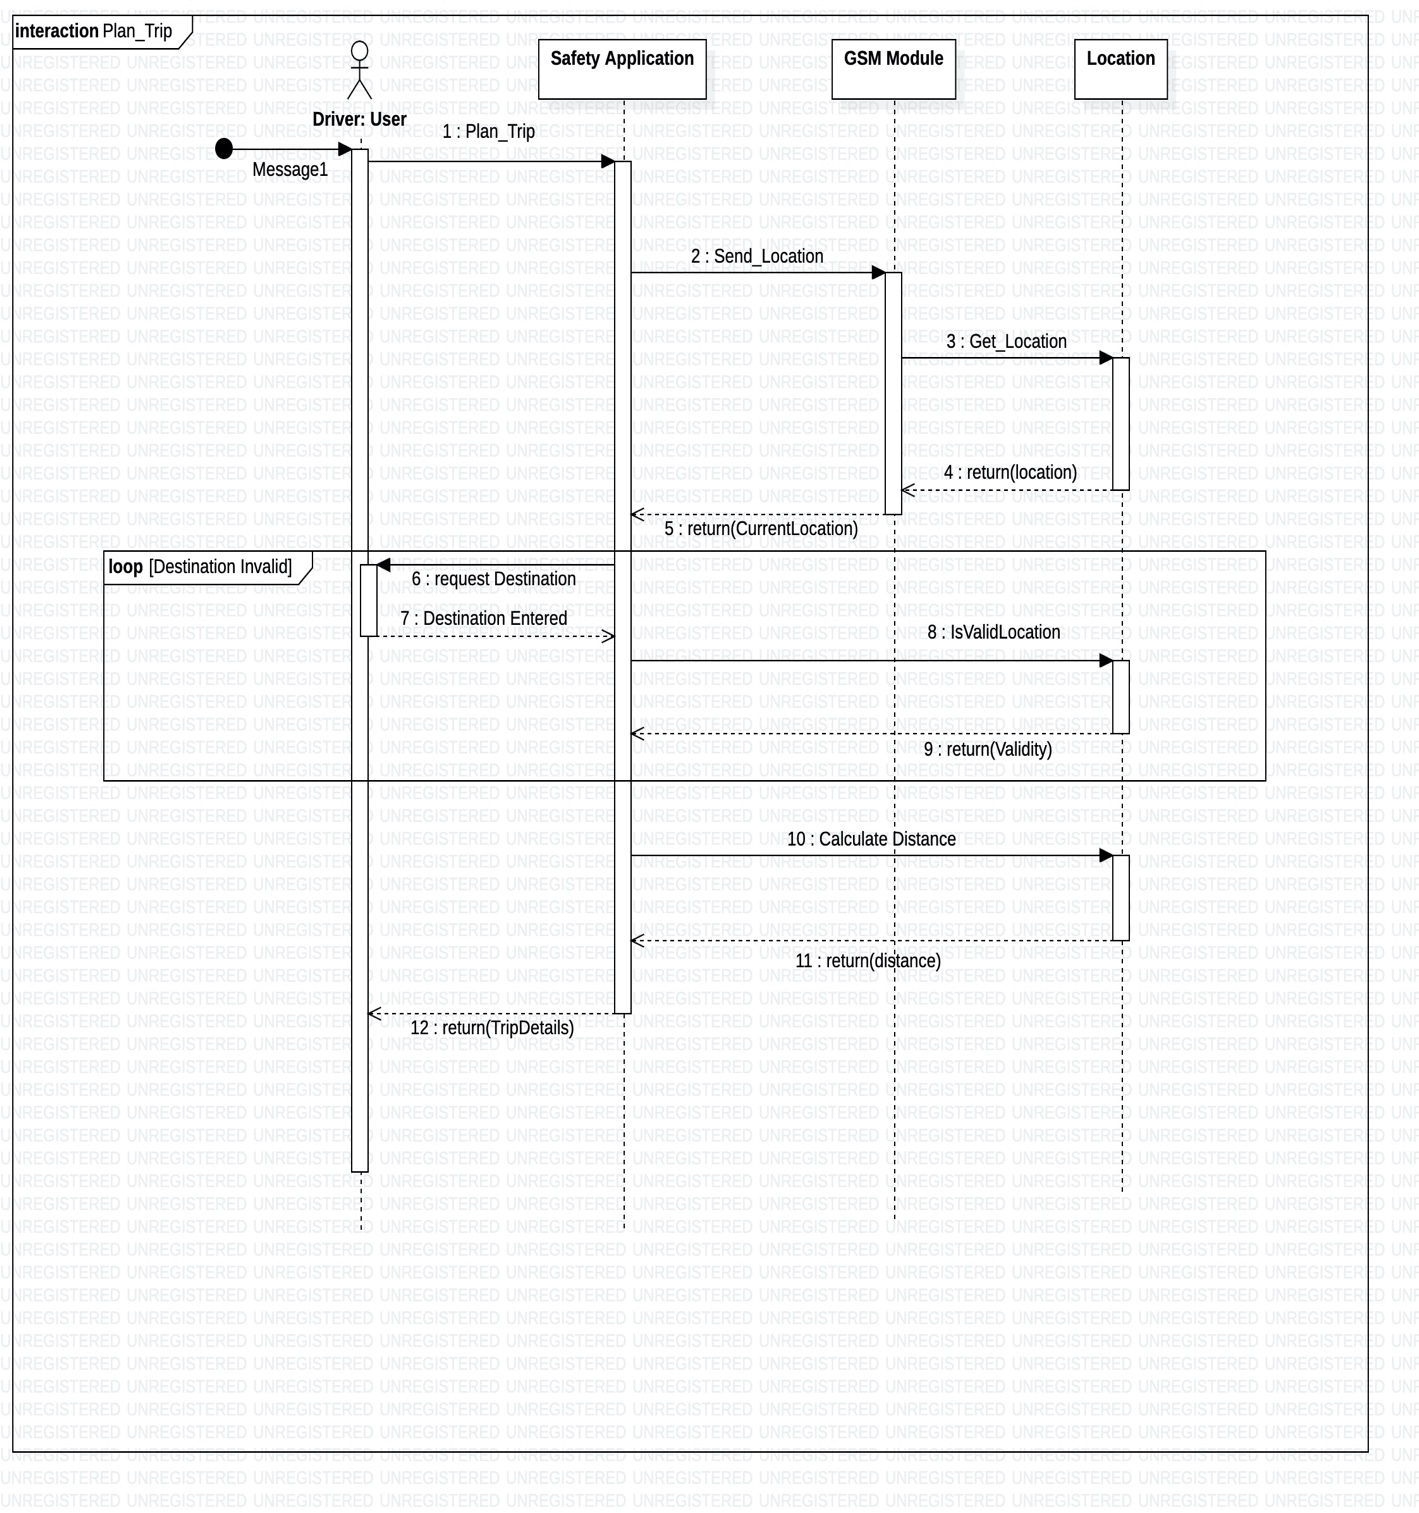 interaction Plan_Trip
Safety Application
GSM Module
Location
Driver: User
1 : Plan_Trip
Message1
2 : Send_Location
3 : Get_Location
4 : return(location)
5 : return(CurrentLocation)
loop [Destination Invalid]
6 : request Destination
7 : Destination Entered
8 : IsValidLocation
9 : return(Validity)
10 : Calculate Distance
11 : return(distance)
12 : return(TripDetails)
UNREGISTERED